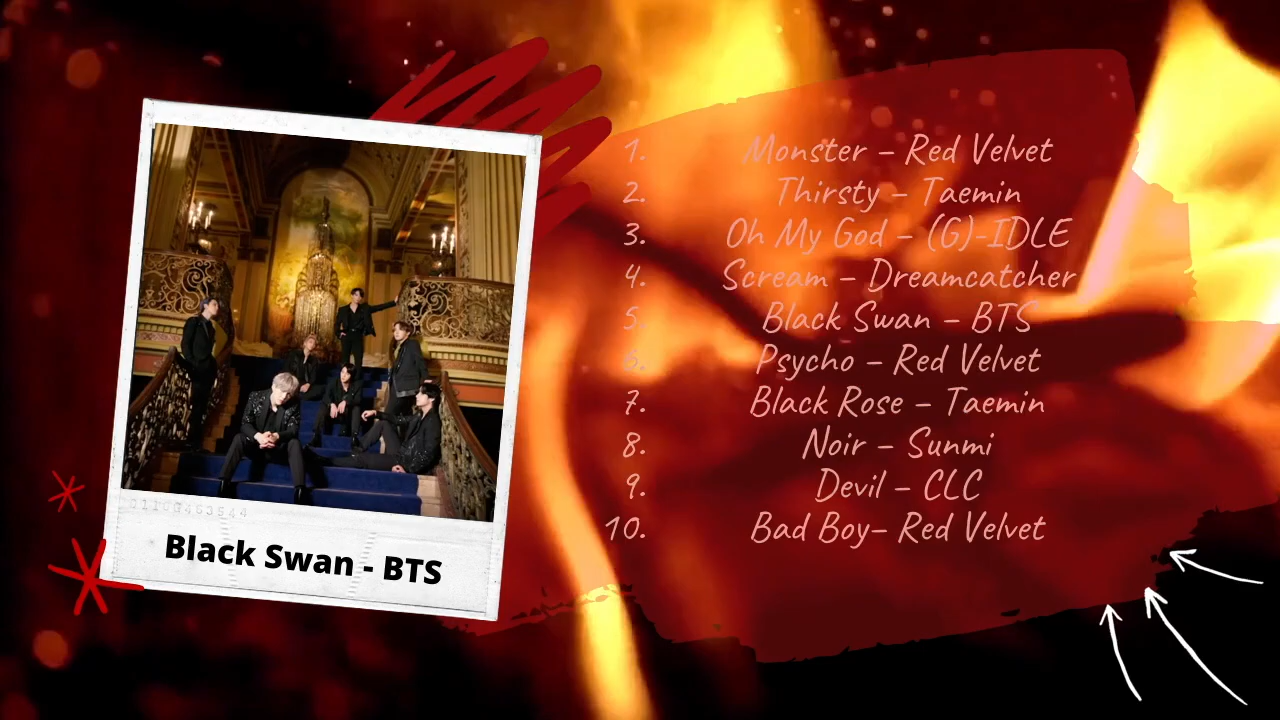 1. Monster – Red Velvet
2. Thirsty – Taemin
3. Oh My God – (G)-IDLE
4. Scream – Dreamcatcher
5. Black Swan – BTS
6. Psycho – Red Velvet
7. Black Rose – Taemin
8. Noir – Sunmi
9. Devil – CLC
10. Bad Boy– Red Velvet
Black Swan - BTS